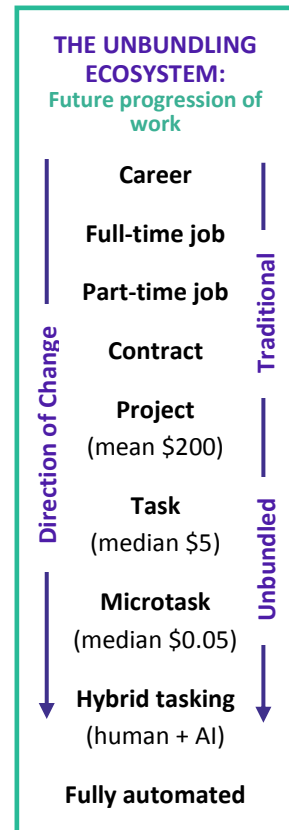 THE UNBUNDLING
ECOSYSTEM:
Future progression of
work
Direction of Change
Career
Full-time job
Part-time job
Contract
Project
(mean $200)
Task
(median $5)
Microtask
(median $0.05)
Hybrid tasking
(human + AI)
Fully automated
Traditional
Unbundled